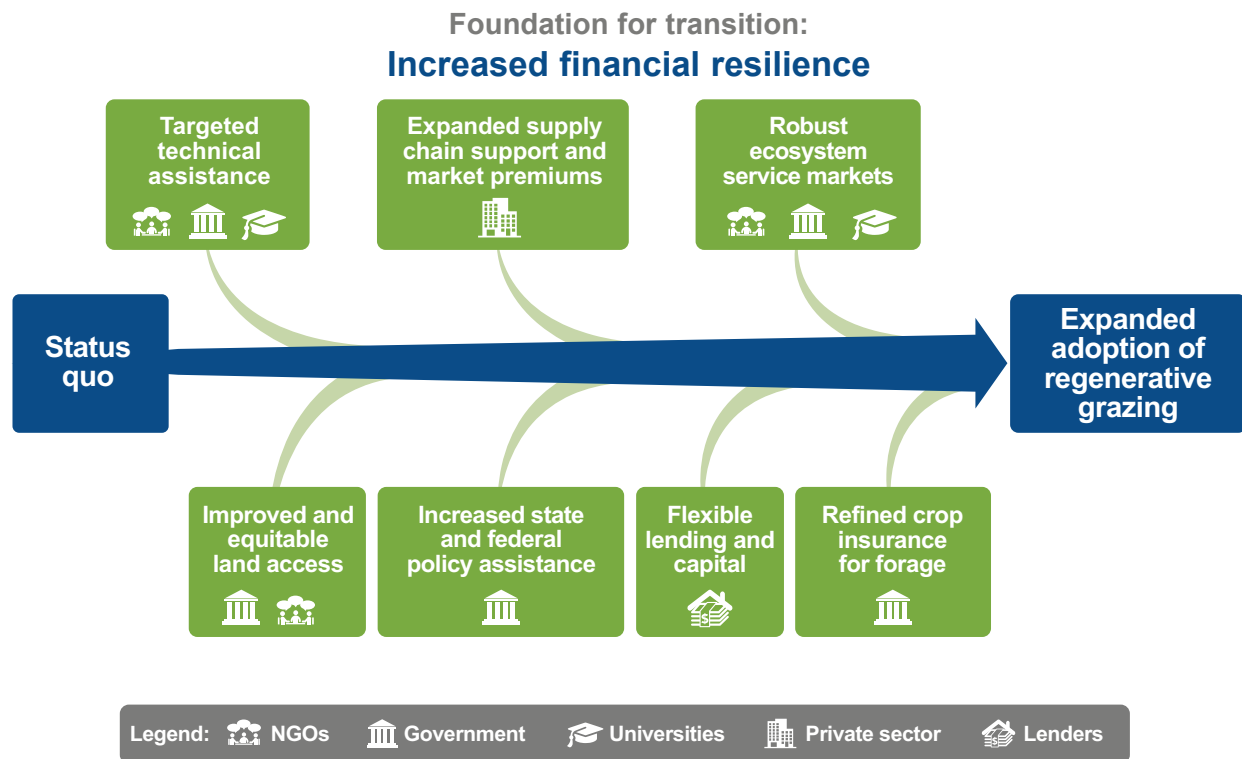 Foundation for transition:
Increased financial resilience
Targeted
technical
assistance
Expanded supply
chain support and
market premiums
Robust
ecosystem
service markets
Status
quo
Expanded
adoption of
regenerative
grazing
Improved and
equitable
land access
Increased state
and federal
policy assistance
Flexible
lending and
capital
Refined crop
insurance
for forage
Legend: NGOs Government Universities Private sector Lenders